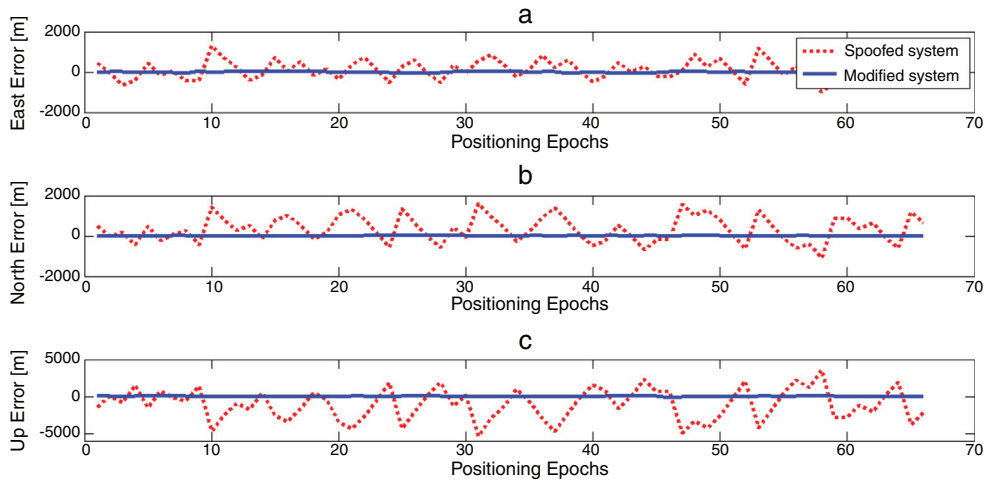 a
East Error [m]
2000
0
-2000
Spoofed system
Modified system
0 10 20 30 40 50 60 70
Positioning Epochs
b
North Error [m]
2000
0
-2000
0 10 20 30 40 50 60 70
Positioning Epochs
c
Up Error [m]
5000
0
-5000
0 10 20 30 40 50 60 70
Positioning Epochs